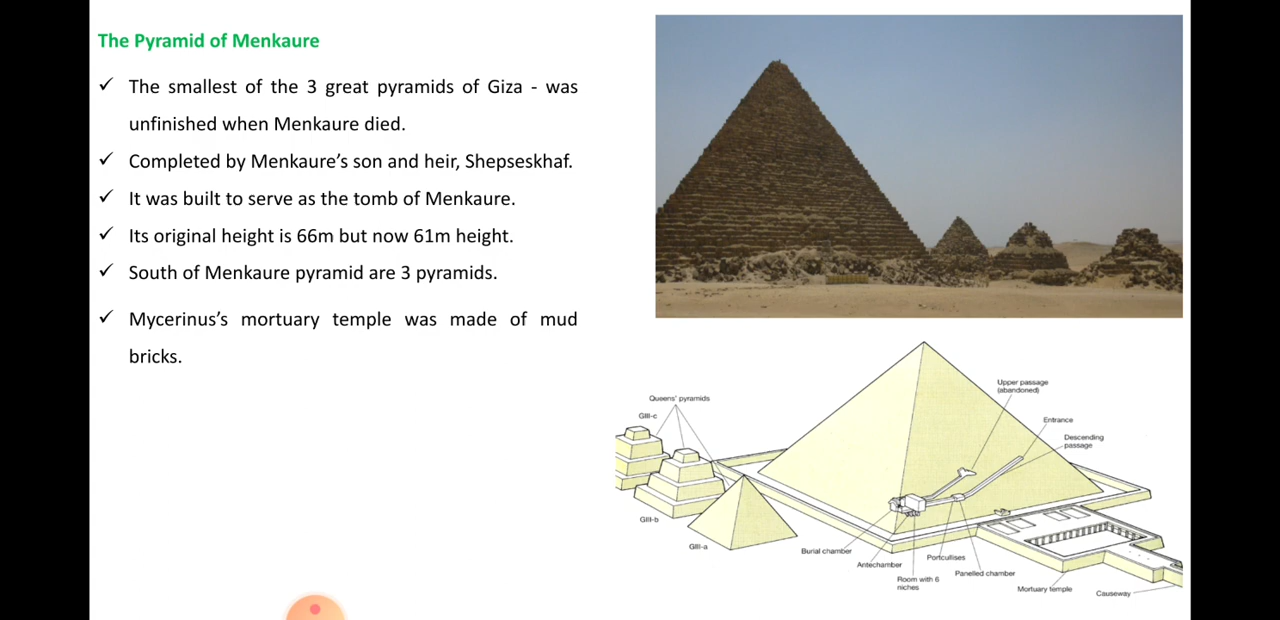 The Pyramid of Menkaure
✓ The smallest of the 3 great pyramids of Giza - was
unfinished when Menkaure died.
✓ Completed by Menkaure's son and heir, Shepseskhaf.
✓ It was built to serve as the tomb of Menkaure.
✓ Its original height is 66m but now 61m height.
✓ South of Menkaure pyramid are 3 pyramids.
✓ Mycerinus's mortuary temple was made of mud
bricks.
Upper passage
(abandoned)
Queens' pyramids
GIII-c
Entrance
Descending
passage
GIII-b
GIII-a
Burial chamber
Antechamber
Room with 6
niches
Portcullises
Panelled chamber
Mortuary temple
Causeway